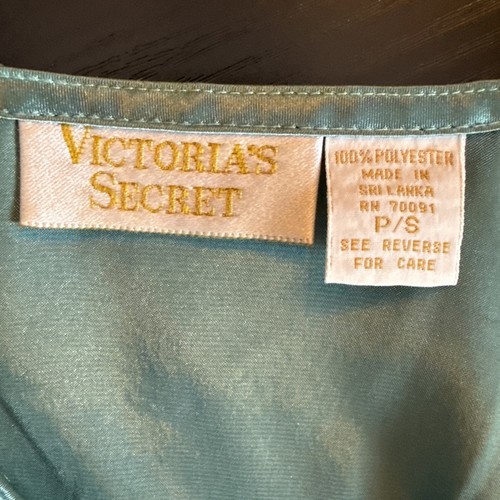 VICTORIA'S
SECRET
100% POLYESTER
MADE IN
SRI LANKA
RN 70091
P/S
SEE REVERSE
FOR CARE